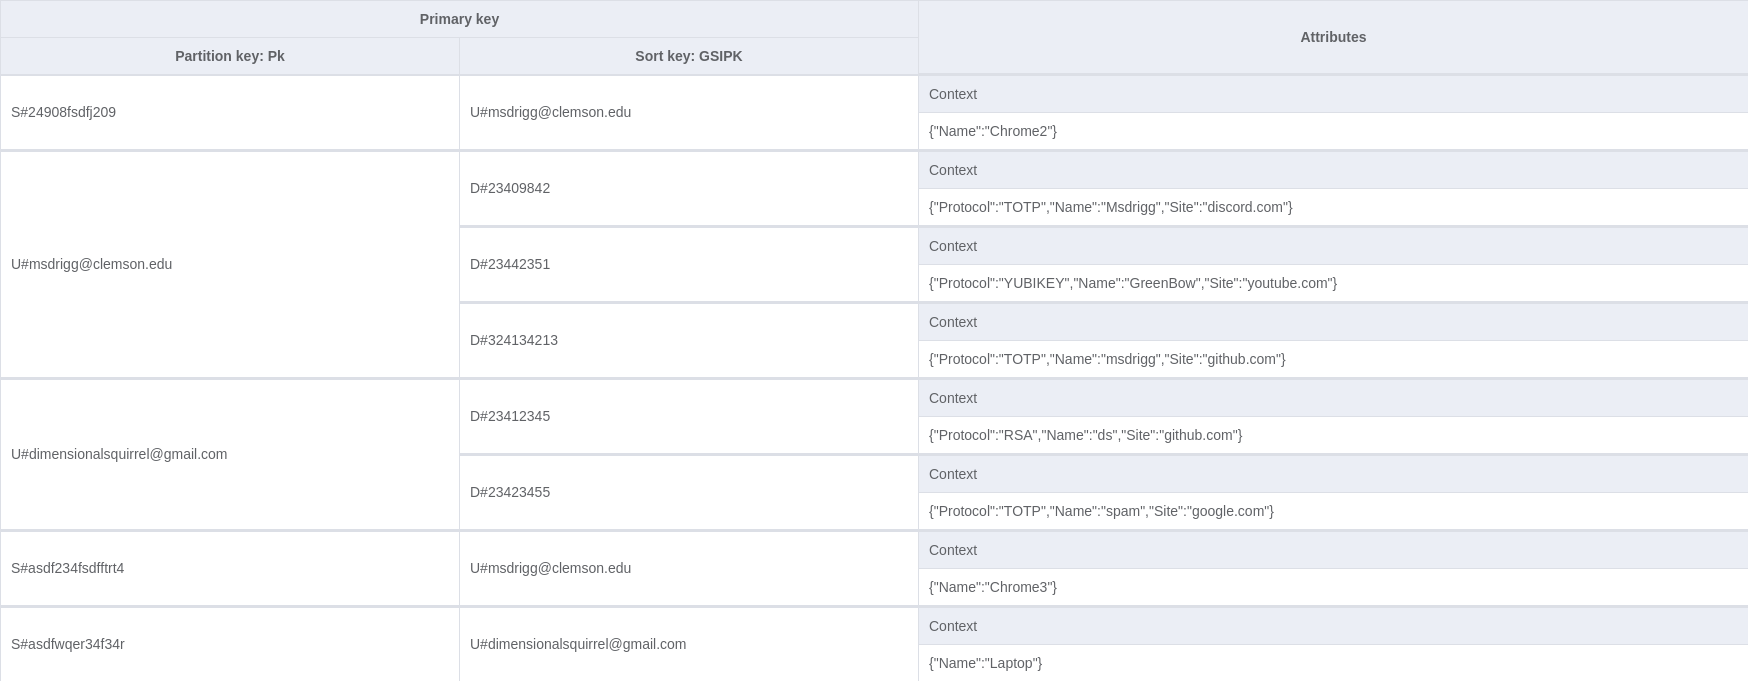 Primary key
Attributes
Partition key: Pk
Sort key: GSIPK
S#24908fsdfj209
U#msdrigg@clemson.edu
Context
{"Name":"Chrome2"}
U#msdrigg@clemson.edu
D#23409842
Context
{"Protocol":"TOTP","Name":"Msdrigg","Site":"discord.com"}
D#23442351
Context
{"Protocol":"YUBIKEY","Name":"GreenBow","Site":"youtube.com"}
D#324134213
Context
{"Protocol":"TOTP","Name":"msdrigg","Site":"github.com"}
U#dimensionalsquirrel@gmail.com
D#23412345
Context
{"Protocol":"RSA","Name":"ds","Site":"github.com"}
D#23423455
Context
{"Protocol":"TOTP","Name":"spam","Site":"google.com"}
S#asdf234fsdfftrt4
U#msdrigg@clemson.edu
Context
{"Name":"Chrome3"}
S#asdfwqer34f34r
U#dimensionalsquirrel@gmail.com
Context
{"Name":"Laptop"}